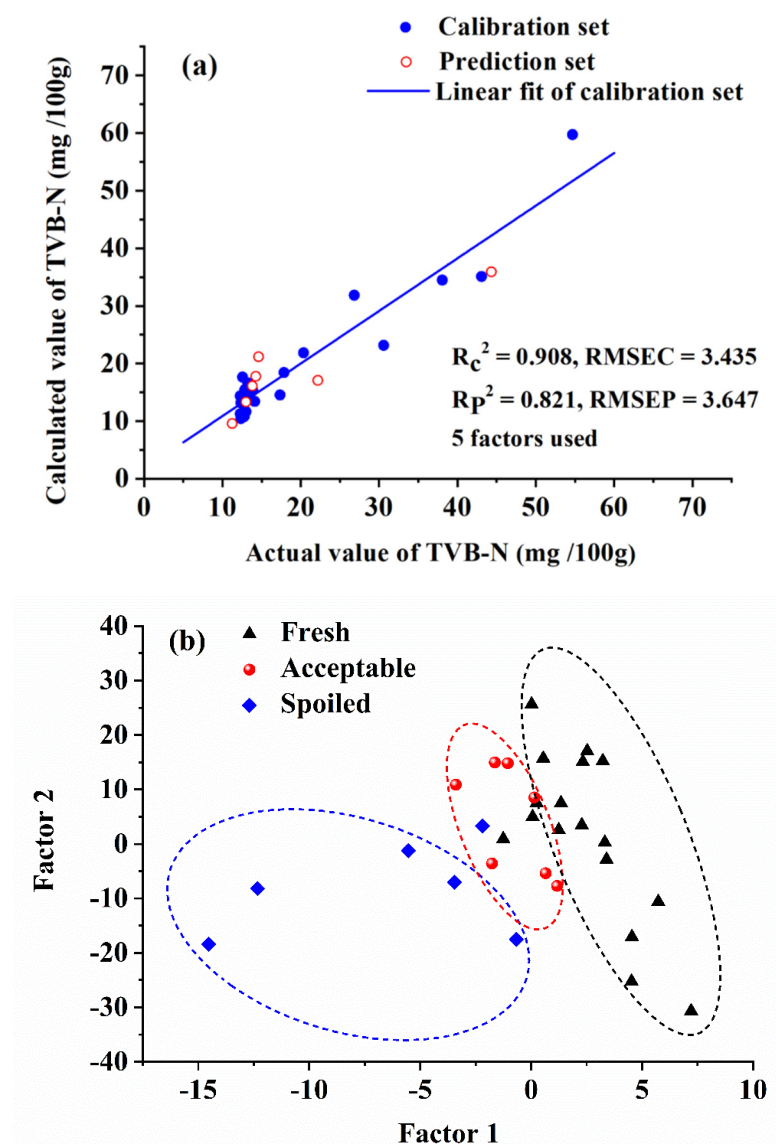 (a)
Calibration set
Prediction set
Linear fit of calibration set
Calculated value of TVB-N (mg /100g)
70
60
50
40
30
20
10
0
R_c² = 0.908, RMSEC = 3.435
R_P² = 0.821, RMSEP = 3.647
5 factors used
0 10 20 30 40 50 60 70
Actual value of TVB-N (mg /100g)
(b)
Fresh
Acceptable
Spoiled
Factor 2
40
30
20
10
0
-10
-20
-30
-40
-15 -10 -5 0 5 10
Factor 1